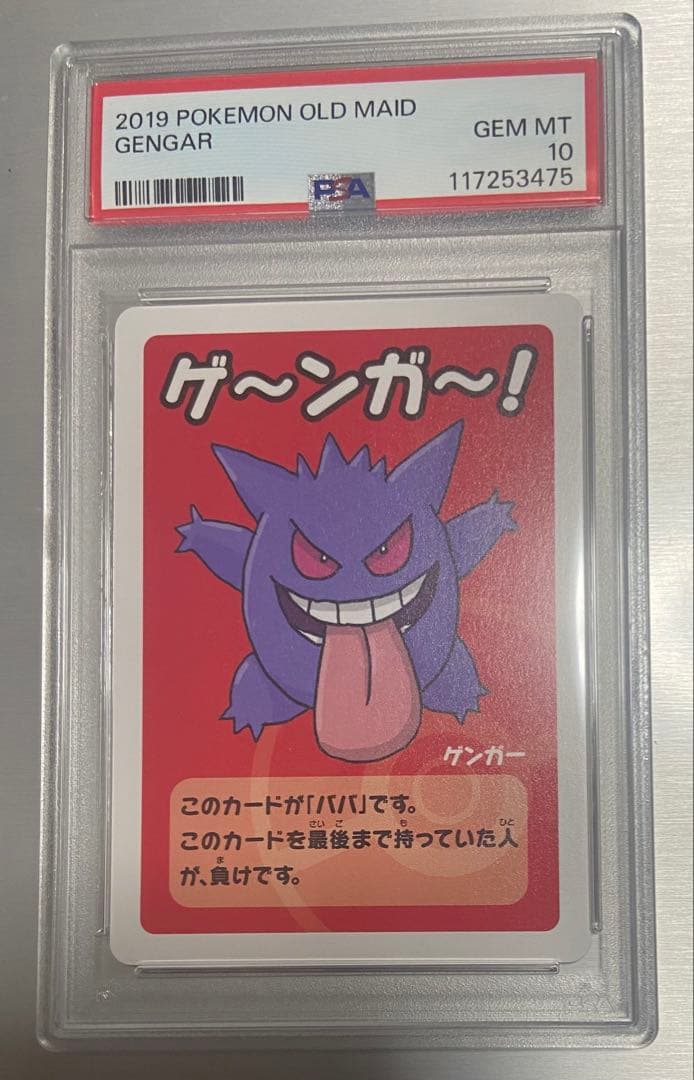 2019 POKEMON OLD MAID
GENGAR
GEM MT
10
117253475
PSA
ゲ〜ンガ〜!
ゲンガー
このカードが「ババ」です。
このカードを最後まで持っていた人
が、負けです。